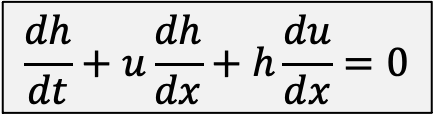 dh/dt + u dh/dx + h du/dx = 0